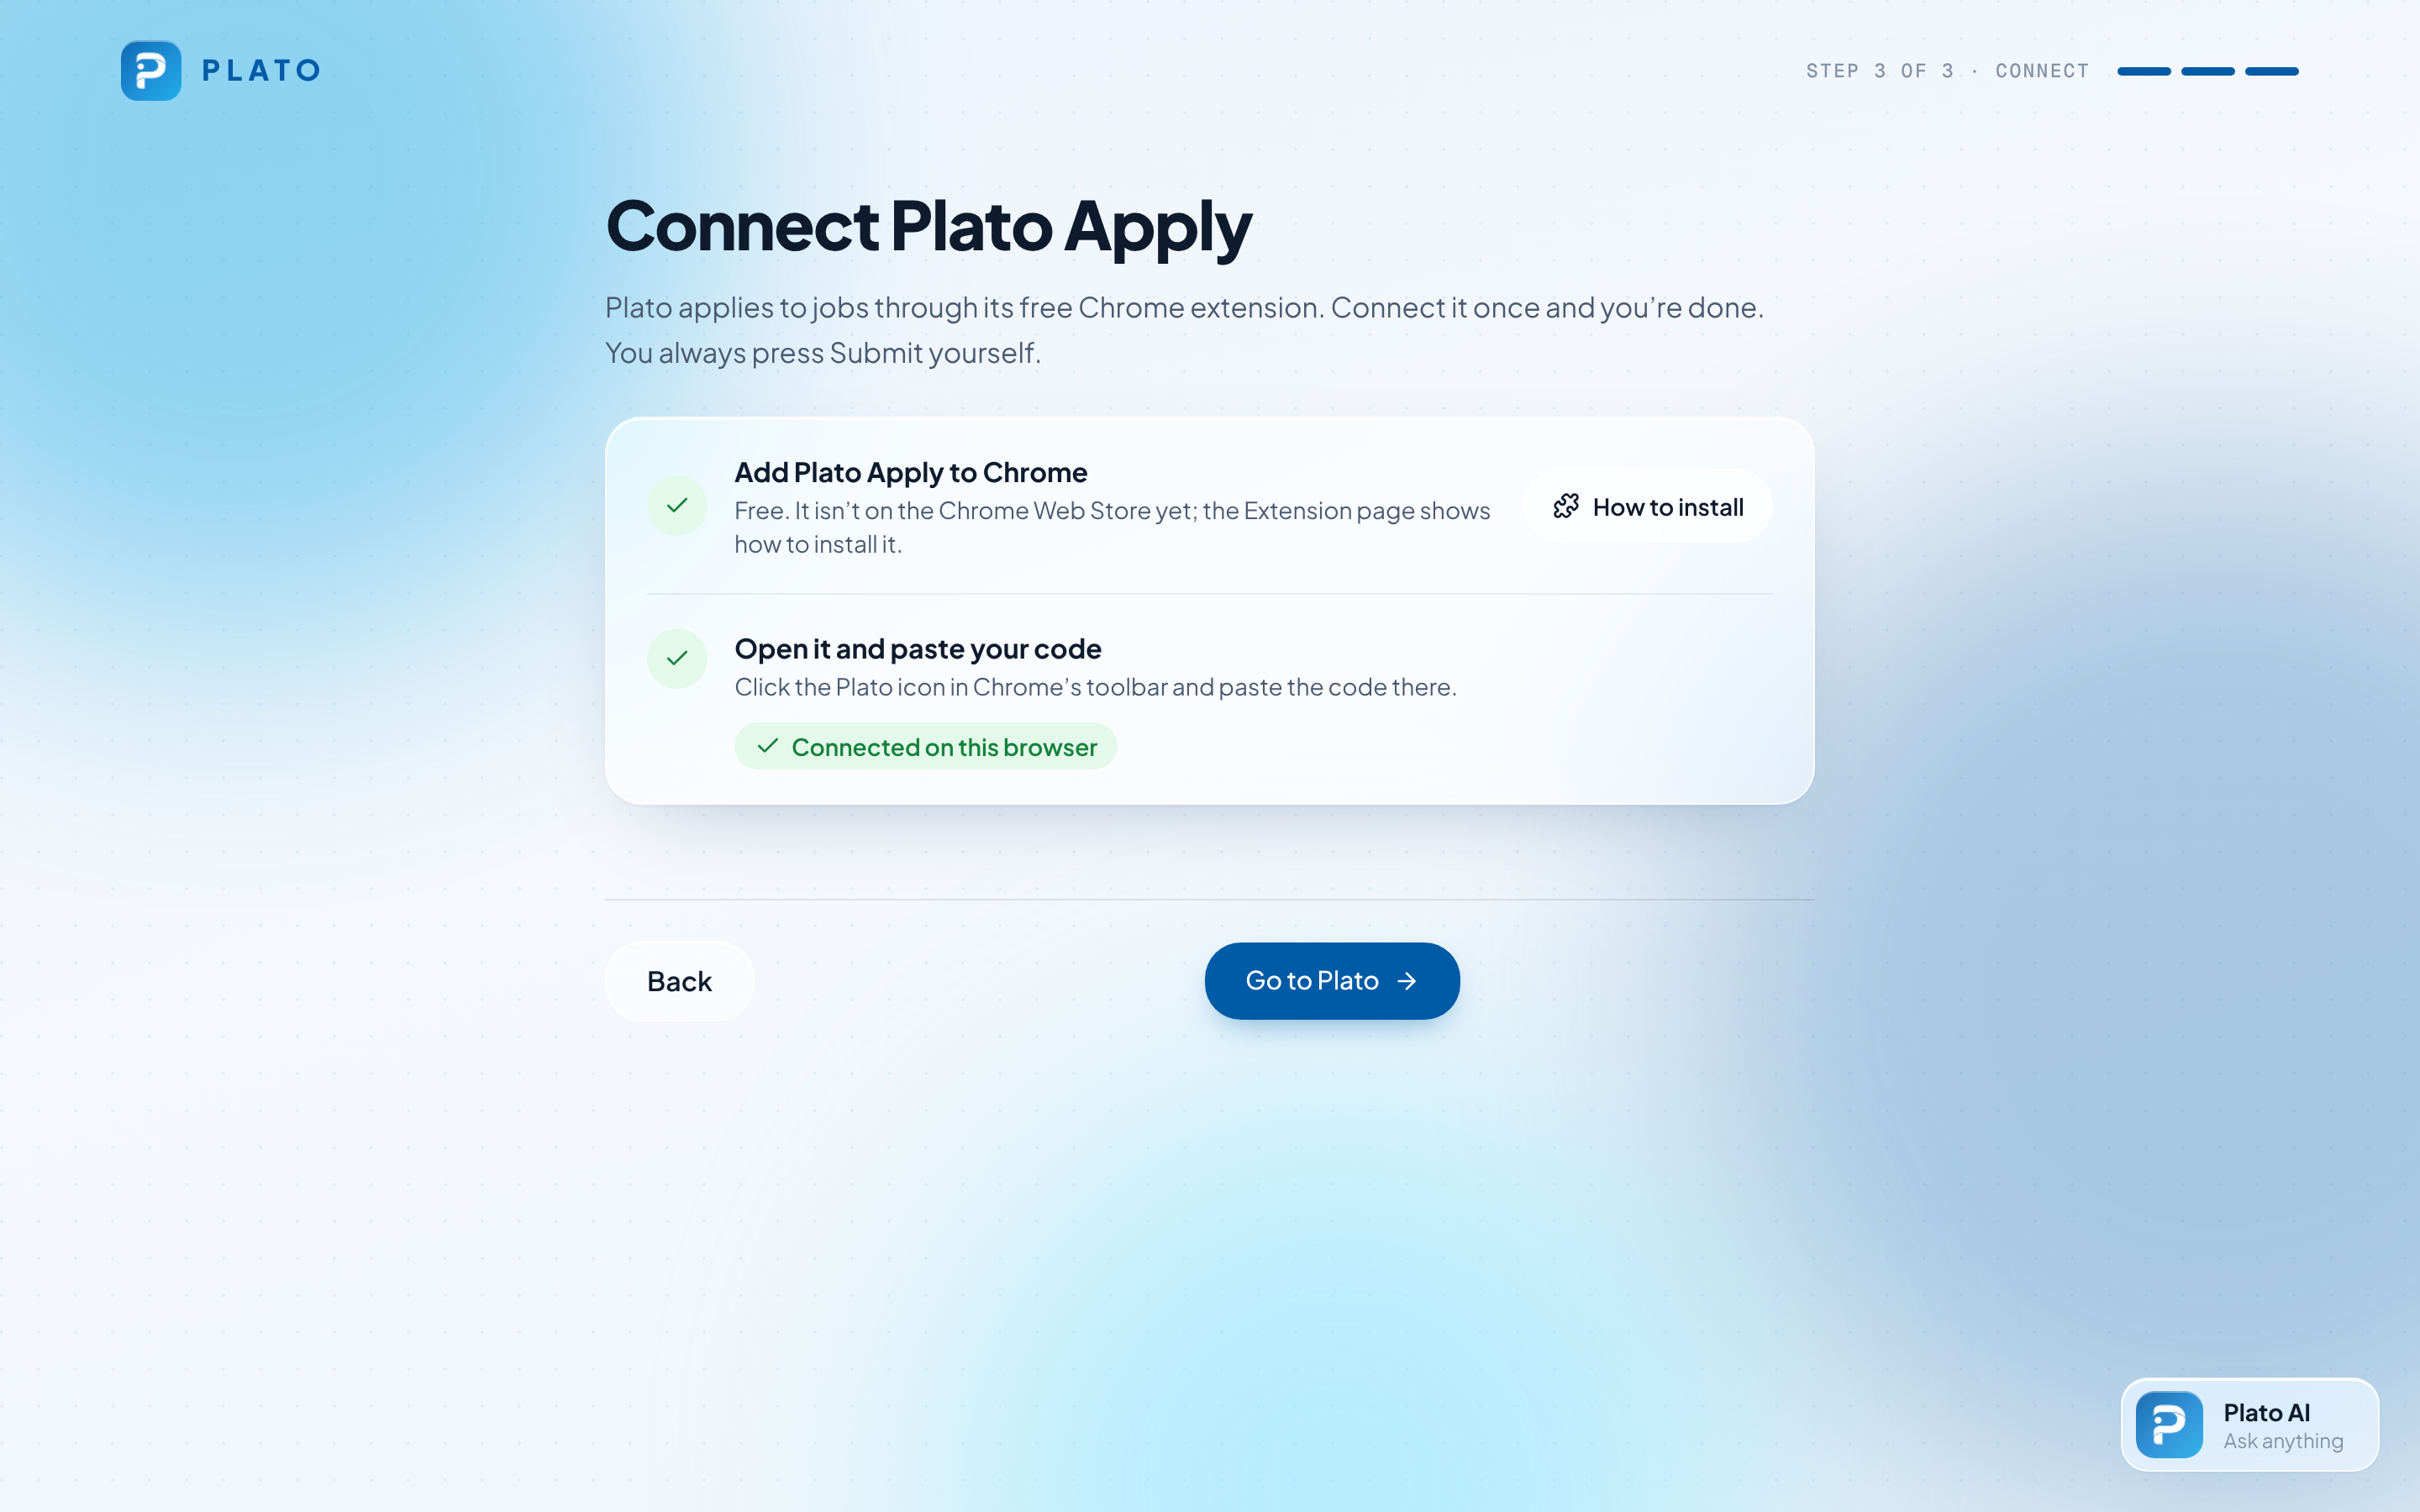 PLATO
STEP 3 OF 3 · CONNECT
Connect Plato Apply
Plato applies to jobs through its free Chrome extension. Connect it once and you’re done.
You always press Submit yourself.
Add Plato Apply to Chrome
Free. It isn’t on the Chrome Web Store yet; the Extension page shows
how to install it.
How to install
Open it and paste your code
Click the Plato icon in Chrome’s toolbar and paste the code there.
Connected on this browser
Back
Go to Plato
Plato AI
Ask anything